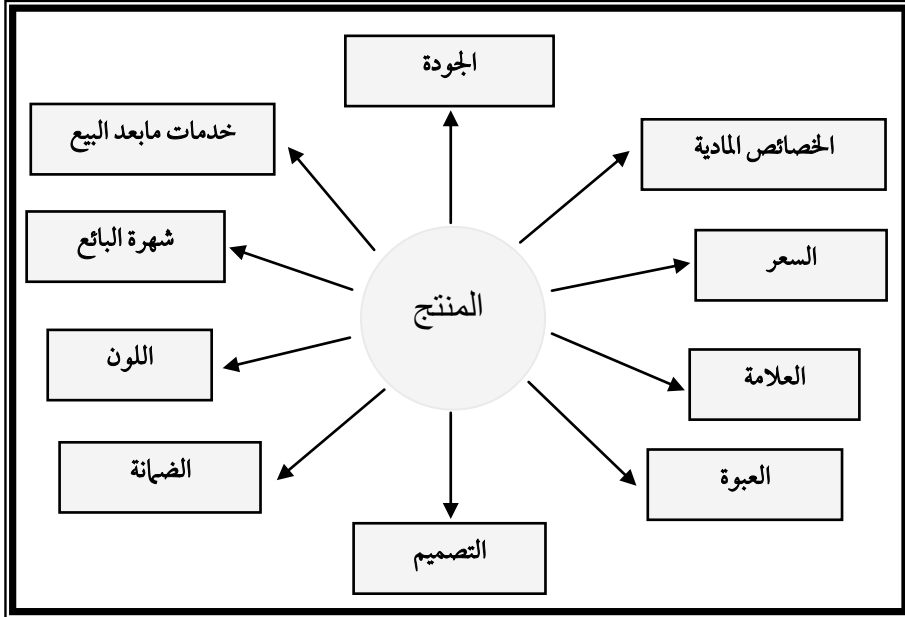 الجودة
الخصائص المادية
خدمات مابعد البيع
شهرة البائع
السعر
المنتج
اللون
العلامة
الضمانة
العبوة
التصميم